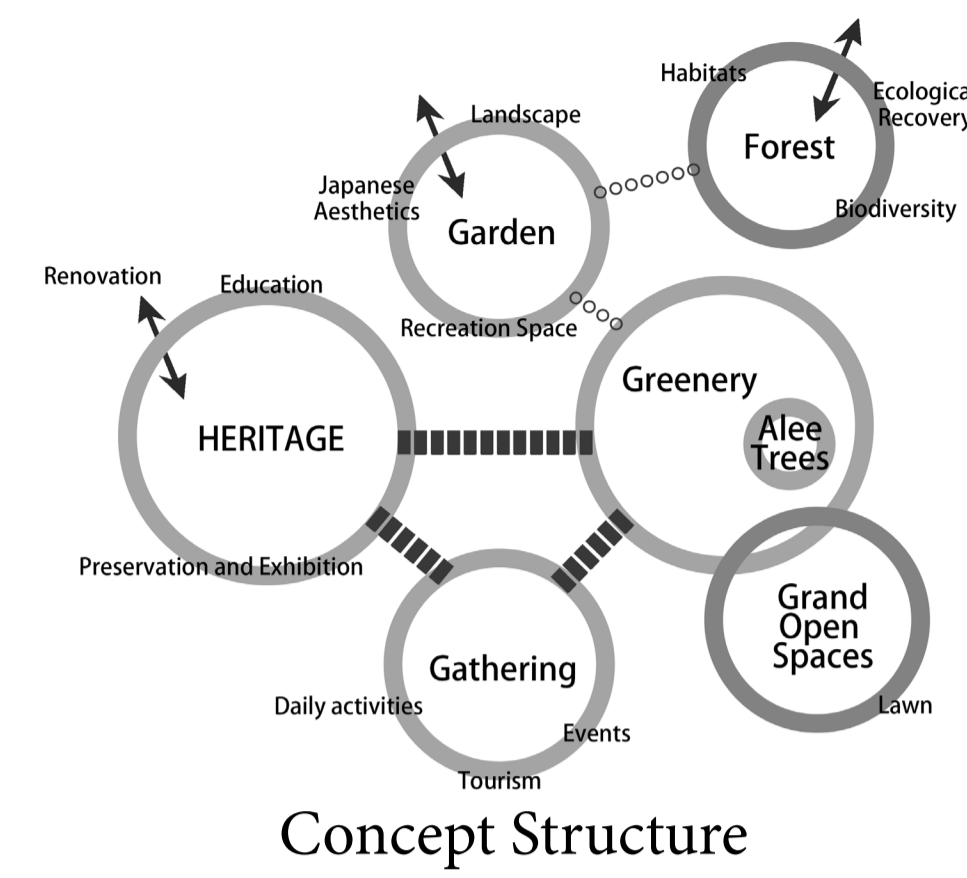 Habitats
Ecologica
Recovery
Forest
Biodiversity
Landscape
Japanese
Aesthetics
Garden
Recreation Space
Renovation
Education
HERITAGE
Preservation and Exhibition
Greenery
Alee
Trees
Grand
Open
Spaces
Lawn
Gathering
Daily activities
Events
Tourism
Concept Structure